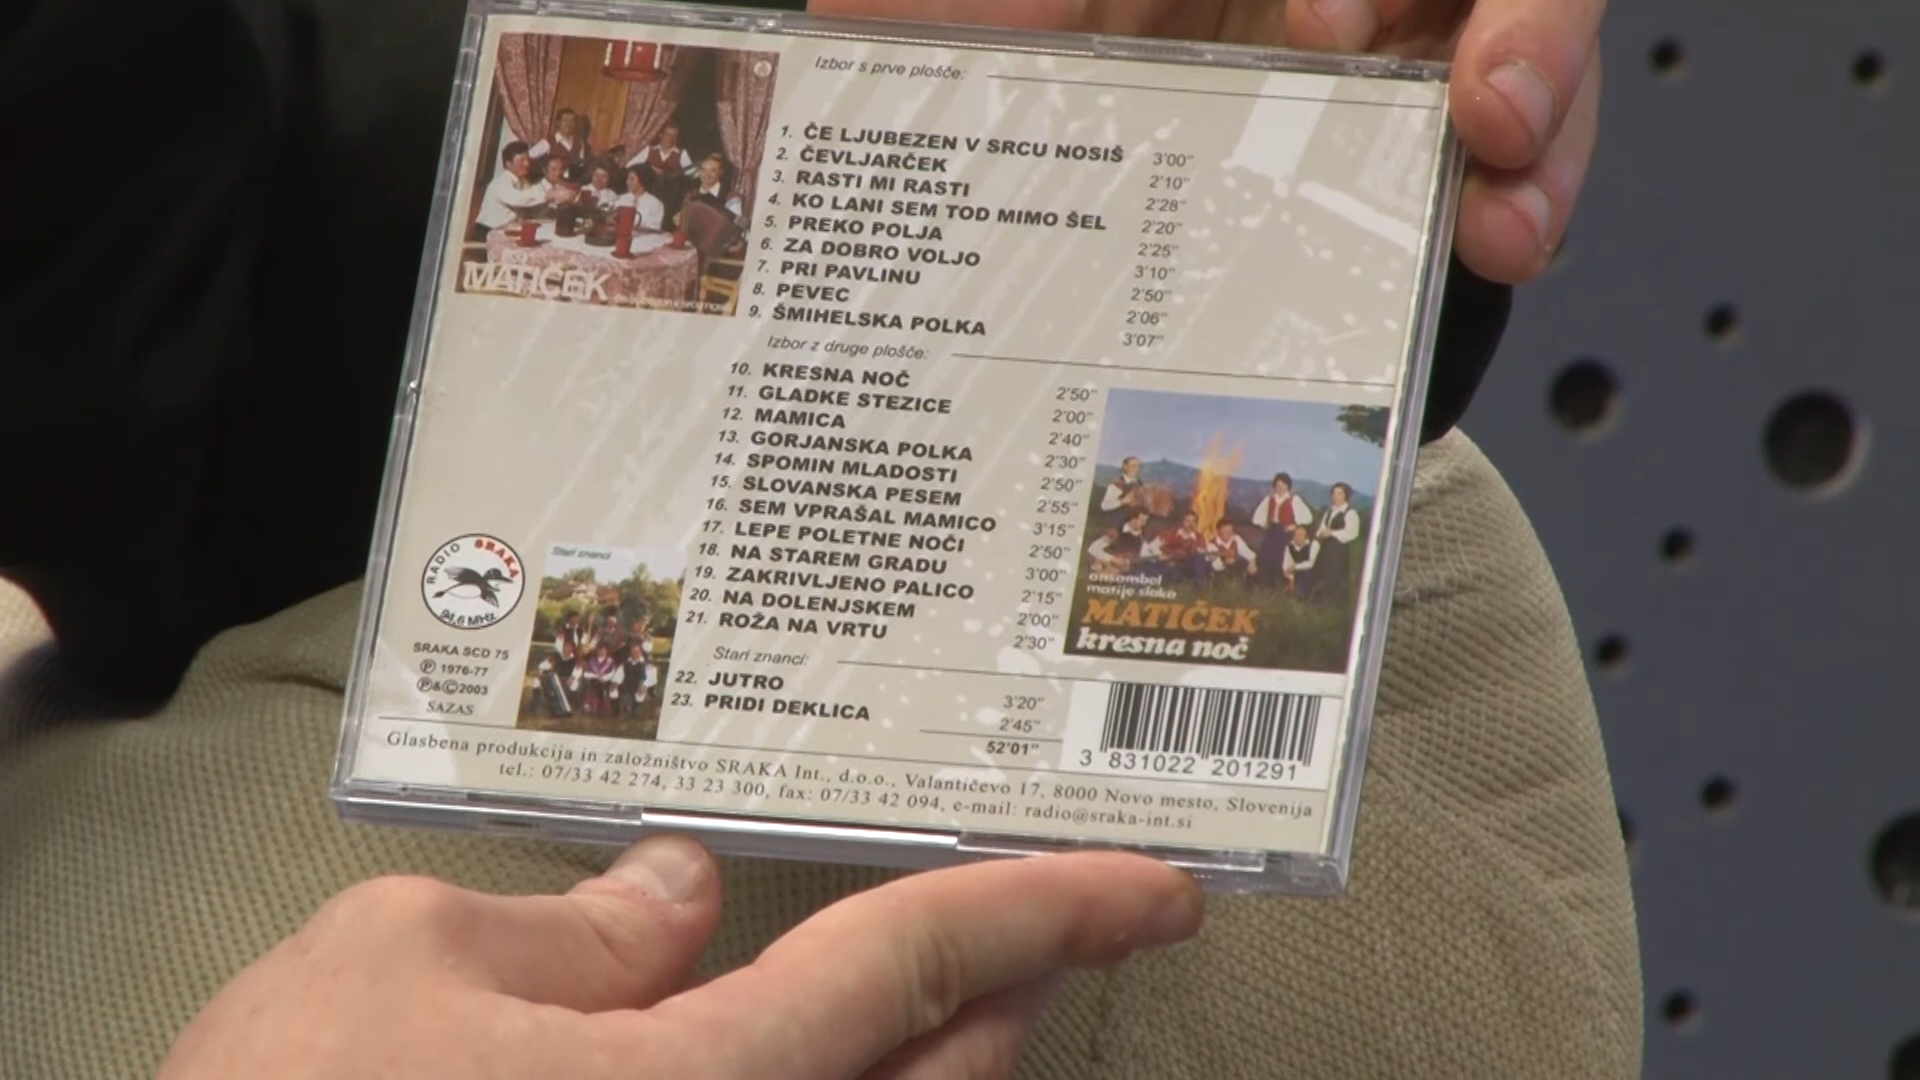 Izbor s prve plošče:
1. ČE LJUBEZEN V SRCU NOSIŠ 3'00"
2. ČEVLJARČEK 2'10"
3. RASTI MI RASTI 2'28"
4. KO LANI SEM TOD MIMO ŠEL 2'20"
5. PREKO POLJA 2'25"
6. ZA DOBRO VOLJO 3'10"
7. PRI PAVLINU 2'50"
8. PEVEC 2'06"
9. ŠMIHELSKA POLKA 3'07"
MATIČEK
Izbor z druge plošče:
10. KRESNA NOČ 2'50"
11. GLADKE STEZICE 2'00"
12. MAMICA 2'40"
13. GORJANSKA POLKA 2'30"
14. SPOMIN MLADOSTI 2'50"
15. SLOVANSKA PESEM 2'55"
16. SEM VPRAŠAL MAMICO 3'15"
17. LEPE POLETNE NOČI 2'50"
18. NA STAREM GRADU 3'00"
19. ZAKRIVLJENO PALICO 2'15"
20. NA DOLENJSKEM 2'00"
21. ROŽA NA VRTU 2'30"
ansambel
matije slako
MATIČEK
kresna noč
Stari znanci:
22. JUTRO 3'20"
23. PRIDI DEKLICA 2'45"
52'01"
Stari znanci
RADIO SRAKA
94,6 MHz
SRAKA SCD 75
Ⓟ 1976-77
Ⓟ&Ⓒ2003
SAZAS
3 831022 201291
Glasbena produkcija in založništvo SRAKA Int., d.o.o., Valantičevo 17, 8000 Novo mesto, Slovenija
tel.: 07/33 42 274, 33 23 300, fax: 07/33 42 094, e-mail: radio@sraka-int.si